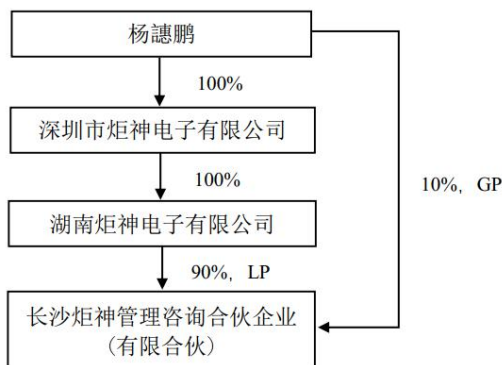 杨譓鹏
100%
深圳市炬神电子有限公司
100%
湖南炬神电子有限公司
10%, GP
90%, LP
长沙炬神管理咨询合伙企业
(有限合伙)